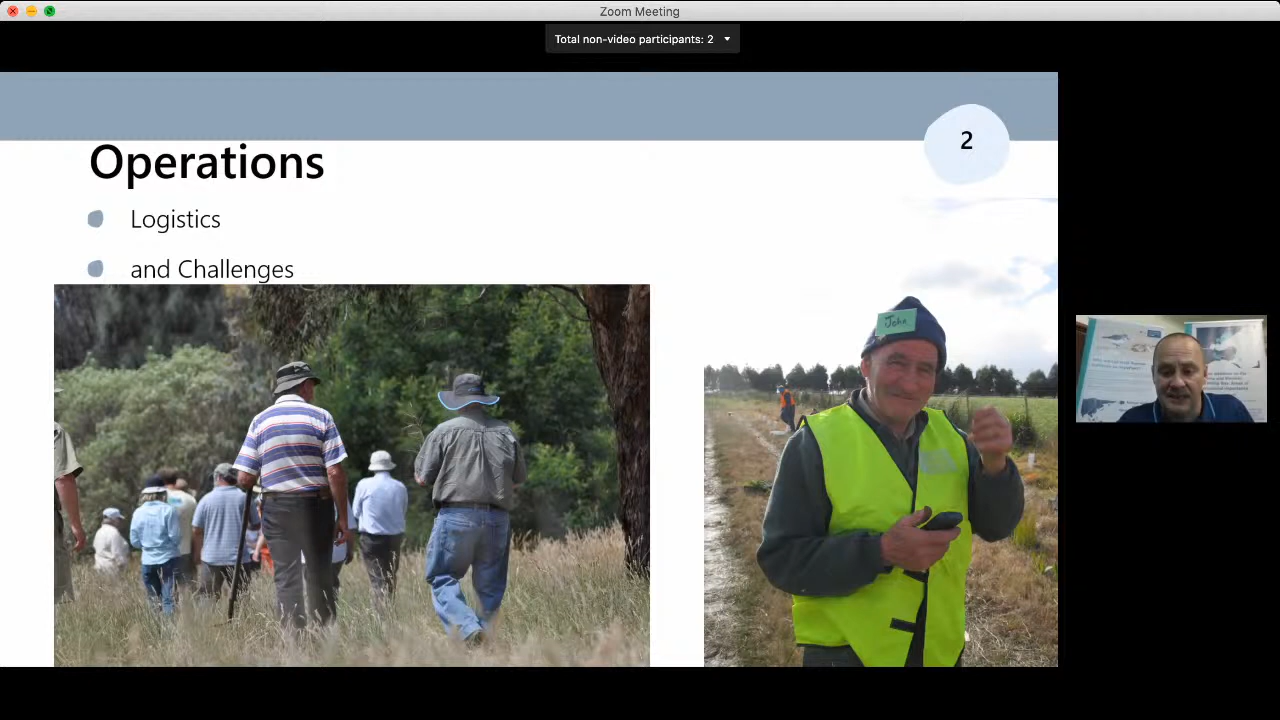 Zoom Meeting
Total non-video participants: 2
2
Operations
Logistics
and Challenges
John